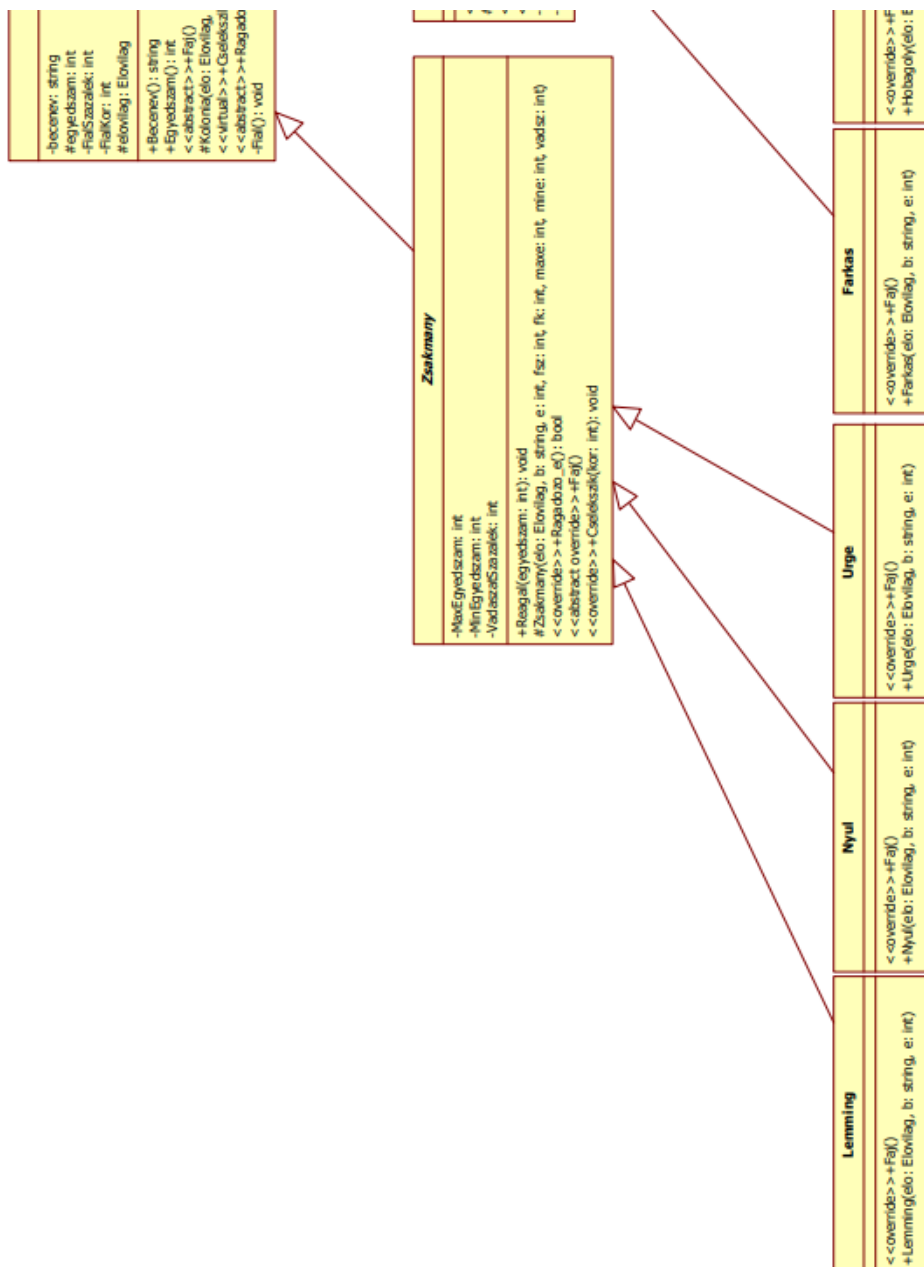 -becenev: string
#egyedszam: int
-FialSzazalek: int
-FialKor: int
#elovilag: Elovilag
+Becenev(): string
+Egyedszam(): int
<<abstract>>+Faj()
#Kolonia(elo: Elovilag,
<<virtual>>+Cselekszik
<<abstract>>+Ragado
-Fial(): void
Zsakmany
-MaxEgyedszam: int
-MinEgyedszam: int
-VadaszatSzazalek: int
+Reagal(egyedszam: int): void
#Zsakmany(elo: Elovilag, b: string, e: int, fsz: int, fk: int, maxe: int, mine: int, vadsz: int)
<<override>>+Ragadozo_e(): bool
<<abstract override>>+Faj()
<<override>>+Cselekszik(kor: int): void
Lemming
<<override>>+Faj()
+Lemming(elo: Elovilag, b: string, e: int)
Nyul
<<override>>+Faj()
+Nyul(elo: Elovilag, b: string, e: int)
Urge
<<override>>+Faj()
+Urge(elo: Elovilag, b: string, e: int)
Farkas
<<override>>+Faj()
+Farkas(elo: Elovilag, b: string, e: int)
<<override>>+F
+Hobagoly(elo: E